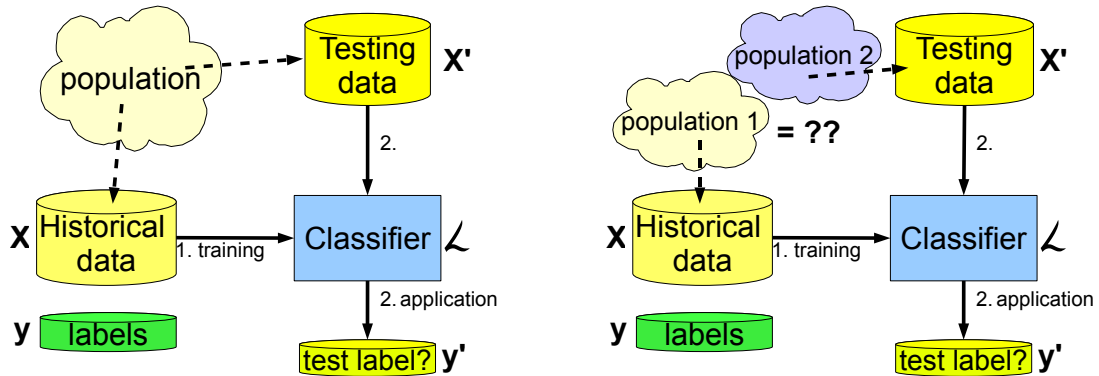 population
Testing
data
X'
2.
X
Historical
data
1. training
Classifier
ℒ
2. application
y
labels
test label?
y'
population 2
Testing
data
X'
population 1
= ??
2.
X
Historical
data
1. training
Classifier
ℒ
2. application
y
labels
test label?
y'